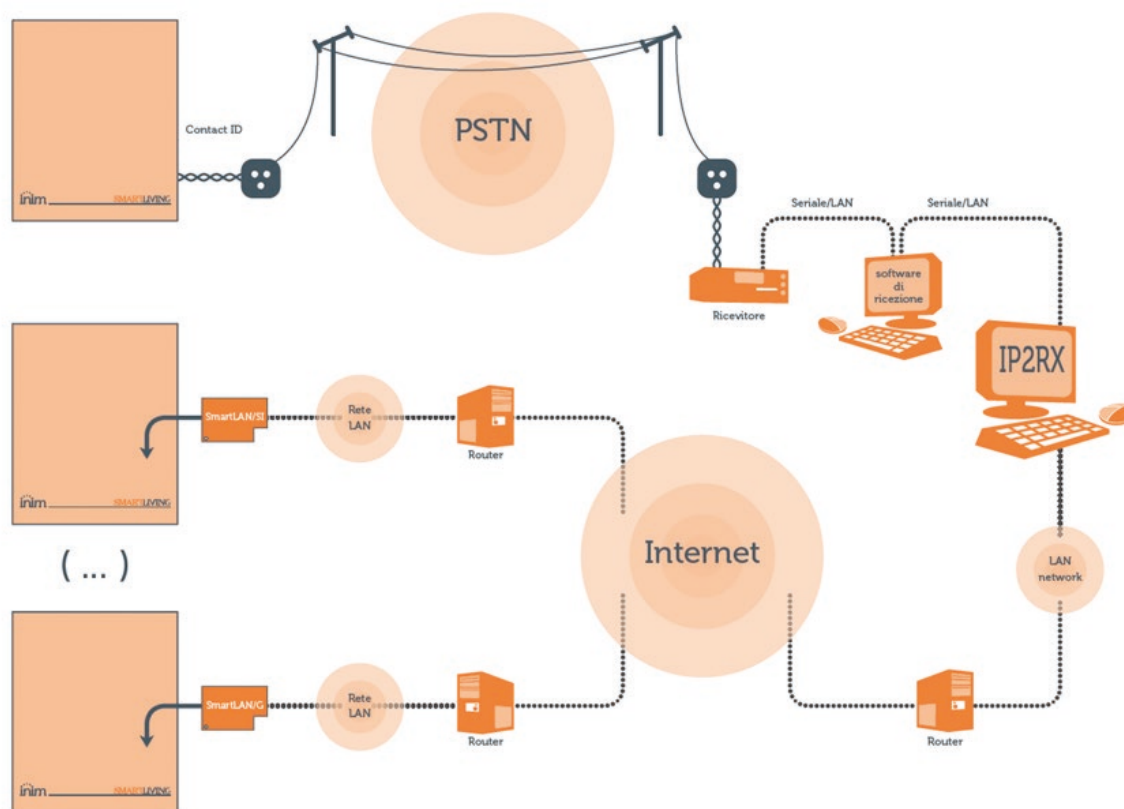 PSTN
Contact ID
inim
SMARTLIVING
Seriale/LAN
Seriale/LAN
software
di
ricezione
Ricevitore
IP2RX
SmartLAN/SI
Rete
LAN
Router
inim
SMARTLIVING
Internet
(...)
LAN
network
SmartLAN/G
Rete
LAN
Router
Router
inim
SMARTLIVING